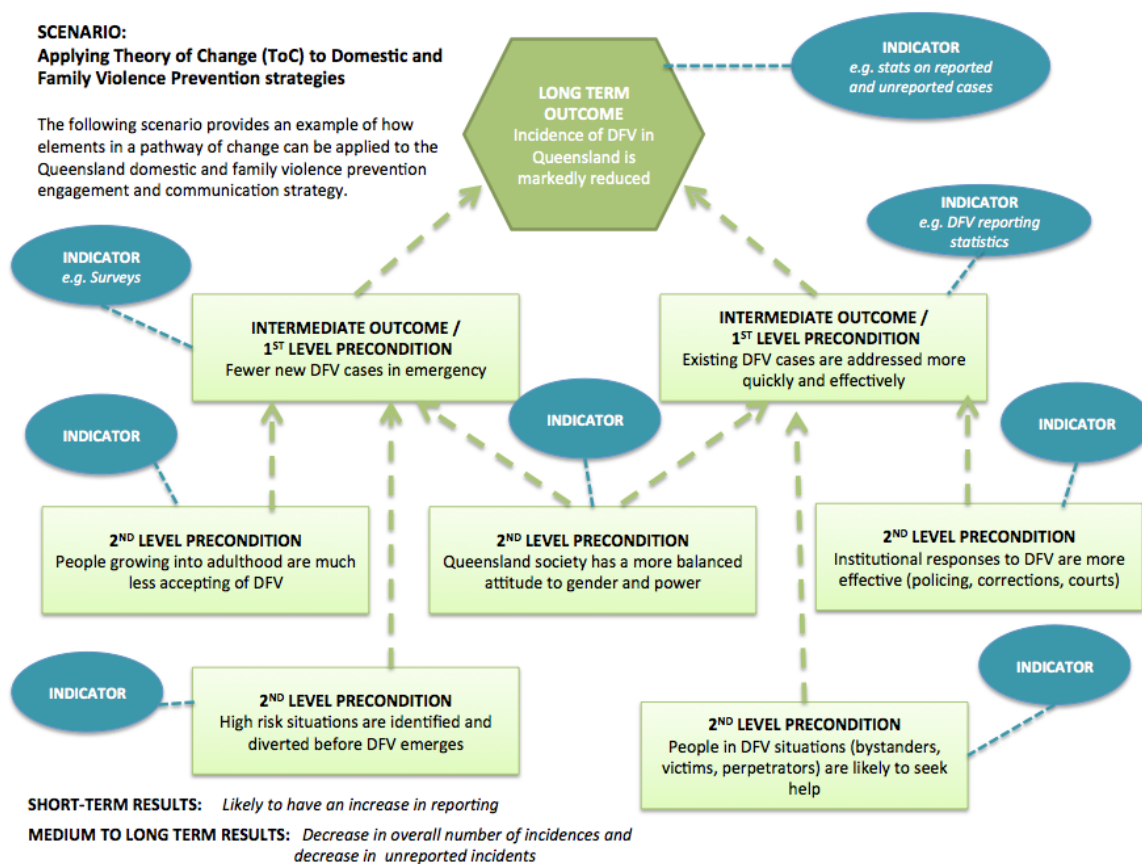 SCENARIO:
Applying Theory of Change (ToC) to Domestic and
Family Violence Prevention strategies
The following scenario provides an example of how
elements in a pathway of change can be applied to the
Queensland domestic and family violence prevention
engagement and communication strategy.
LONG TERM
OUTCOME
Incidence of DFV in
Queensland is
markedly reduced
INDICATOR
e.g. stats on reported
and unreported cases
INDICATOR
e.g. Surveys
INDICATOR
e.g. DFV reporting
statistics
INTERMEDIATE OUTCOME /
1ST LEVEL PRECONDITION
Fewer new DFV cases in emergency
INTERMEDIATE OUTCOME /
1ST LEVEL PRECONDITION
Existing DFV cases are addressed more
quickly and effectively
INDICATOR
INDICATOR
INDICATOR
2ND LEVEL PRECONDITION
People growing into adulthood are much
less accepting of DFV
2ND LEVEL PRECONDITION
Queensland society has a more balanced
attitude to gender and power
2ND LEVEL PRECONDITION
Institutional responses to DFV are more
effective (policing, corrections, courts)
INDICATOR
2ND LEVEL PRECONDITION
High risk situations are identified and
diverted before DFV emerges
INDICATOR
2ND LEVEL PRECONDITION
People in DFV situations (bystanders,
victims, perpetrators) are likely to seek
help
SHORT-TERM RESULTS: Likely to have an increase in reporting
MEDIUM TO LONG TERM RESULTS: Decrease in overall number of incidences and
decrease in unreported incidents